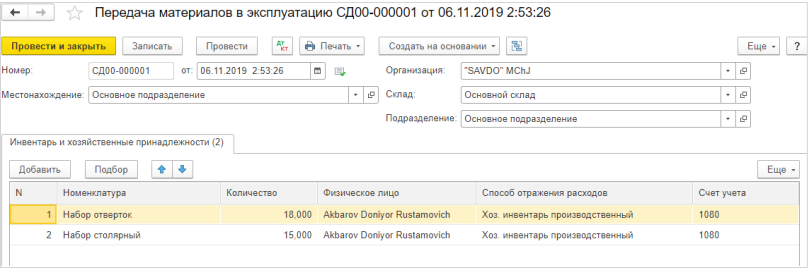 Передача материалов в эксплуатацию СД00-000001 от 06.11.2019 2:53:26
Провести и закрыть Записать Провести Дт Кт Печать Создать на основании Еще ?
Номер: СД00-000001 от: 06.11.2019 2:53:26 Организация: "SAVDO" MChJ
Местонахождение: Основное подразделение Склад: Основной склад
Подразделение: Основное подразделение
Инвентарь и хозяйственные принадлежности (2)
Добавить Подбор Еще
N Номенклатура Количество Физическое лицо Способ отражения расходов Счет учета
1 Набор отверток 18,000 Akbarov Doniyor Rustamovich Хоз. инвентарь производственный 1080
2 Набор столярный 15,000 Akbarov Doniyor Rustamovich Хоз. инвентарь производственный 1080